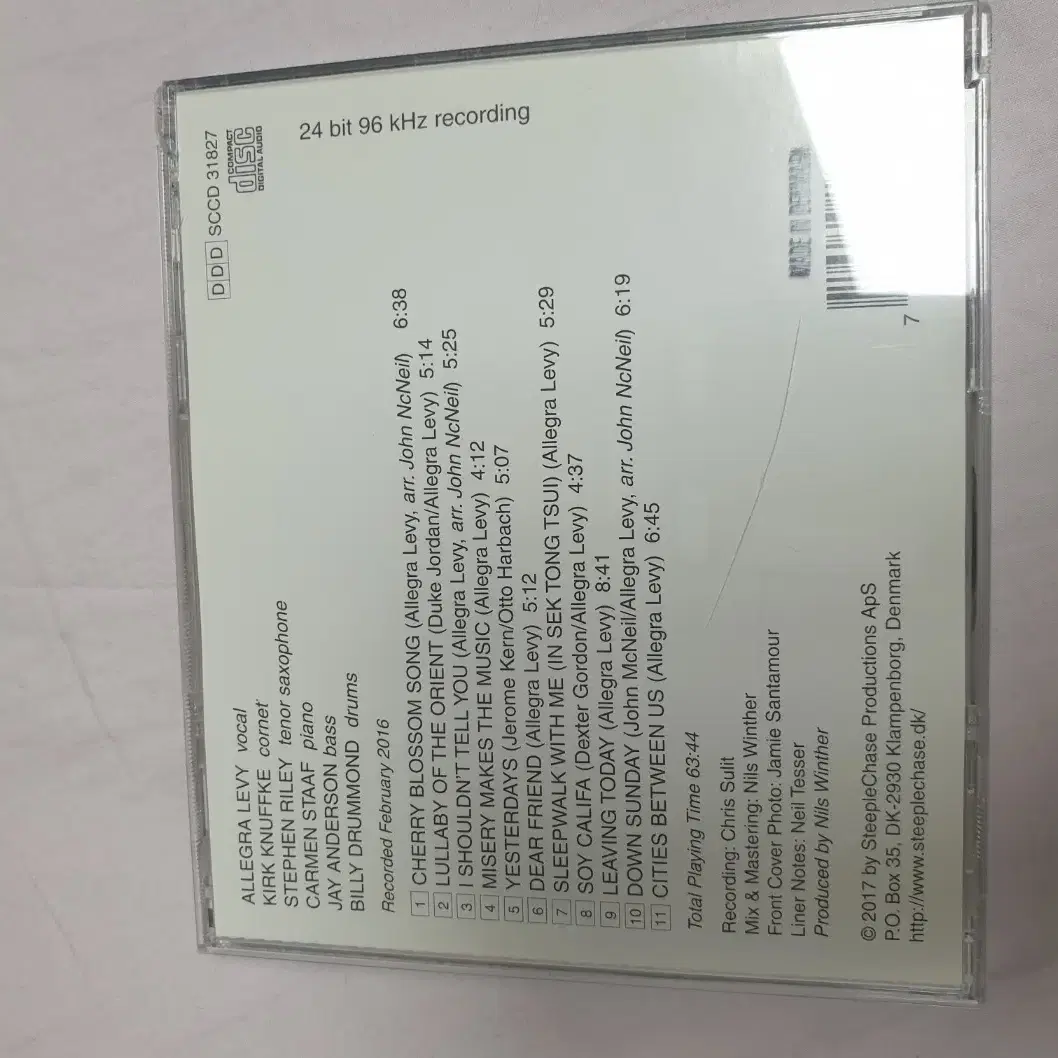 DDD SCCD 31827
COMPACT
disc
DIGITAL AUDIO
24 bit 96 kHz recording
ALLEGRA LEVY vocal
KIRK KNUFFKE cornet
STEPHEN RILEY tenor saxophone
CARMEN STAAF piano
JAY ANDERSON bass
BILLY DRUMMOND drums
Recorded February 2016
1 CHERRY BLOSSOM SONG (Allegra Levy, arr. John NcNeil) 6:38
2 LULLABY OF THE ORIENT (Duke Jordan/Allegra Levy) 5:14
3 I SHOULDN'T TELL YOU (Allegra Levy, arr. John NcNeil) 5:25
4 MISERY MAKES THE MUSIC (Allegra Levy) 4:12
5 YESTERDAYS (Jerome Kern/Otto Harbach) 5:07
6 DEAR FRIEND (Allegra Levy) 5:12
7 SLEEPWALK WITH ME (IN SEK TONG TSUI) (Allegra Levy) 5:29
8 SOY CALIFA (Dexter Gordon/Allegra Levy) 4:37
9 LEAVING TODAY (Allegra Levy) 8:41
10 DOWN SUNDAY (John McNeil/Allegra Levy, arr. John NcNeil) 6:19
11 CITIES BETWEEN US (Allegra Levy) 6:45
Total Playing Time 63:44
Recording: Chris Sulit
Mix & Mastering: Nils Winther
Front Cover Photo: Jamie Santamour
Liner Notes: Neil Tesser
Produced by Nils Winther
©2017 by SteepleChase Productions ApS
P.O. Box 35, DK-2930 Klampenborg, Denmark
http://www.steeplechase.dk/
MADE IN DENMARK
7